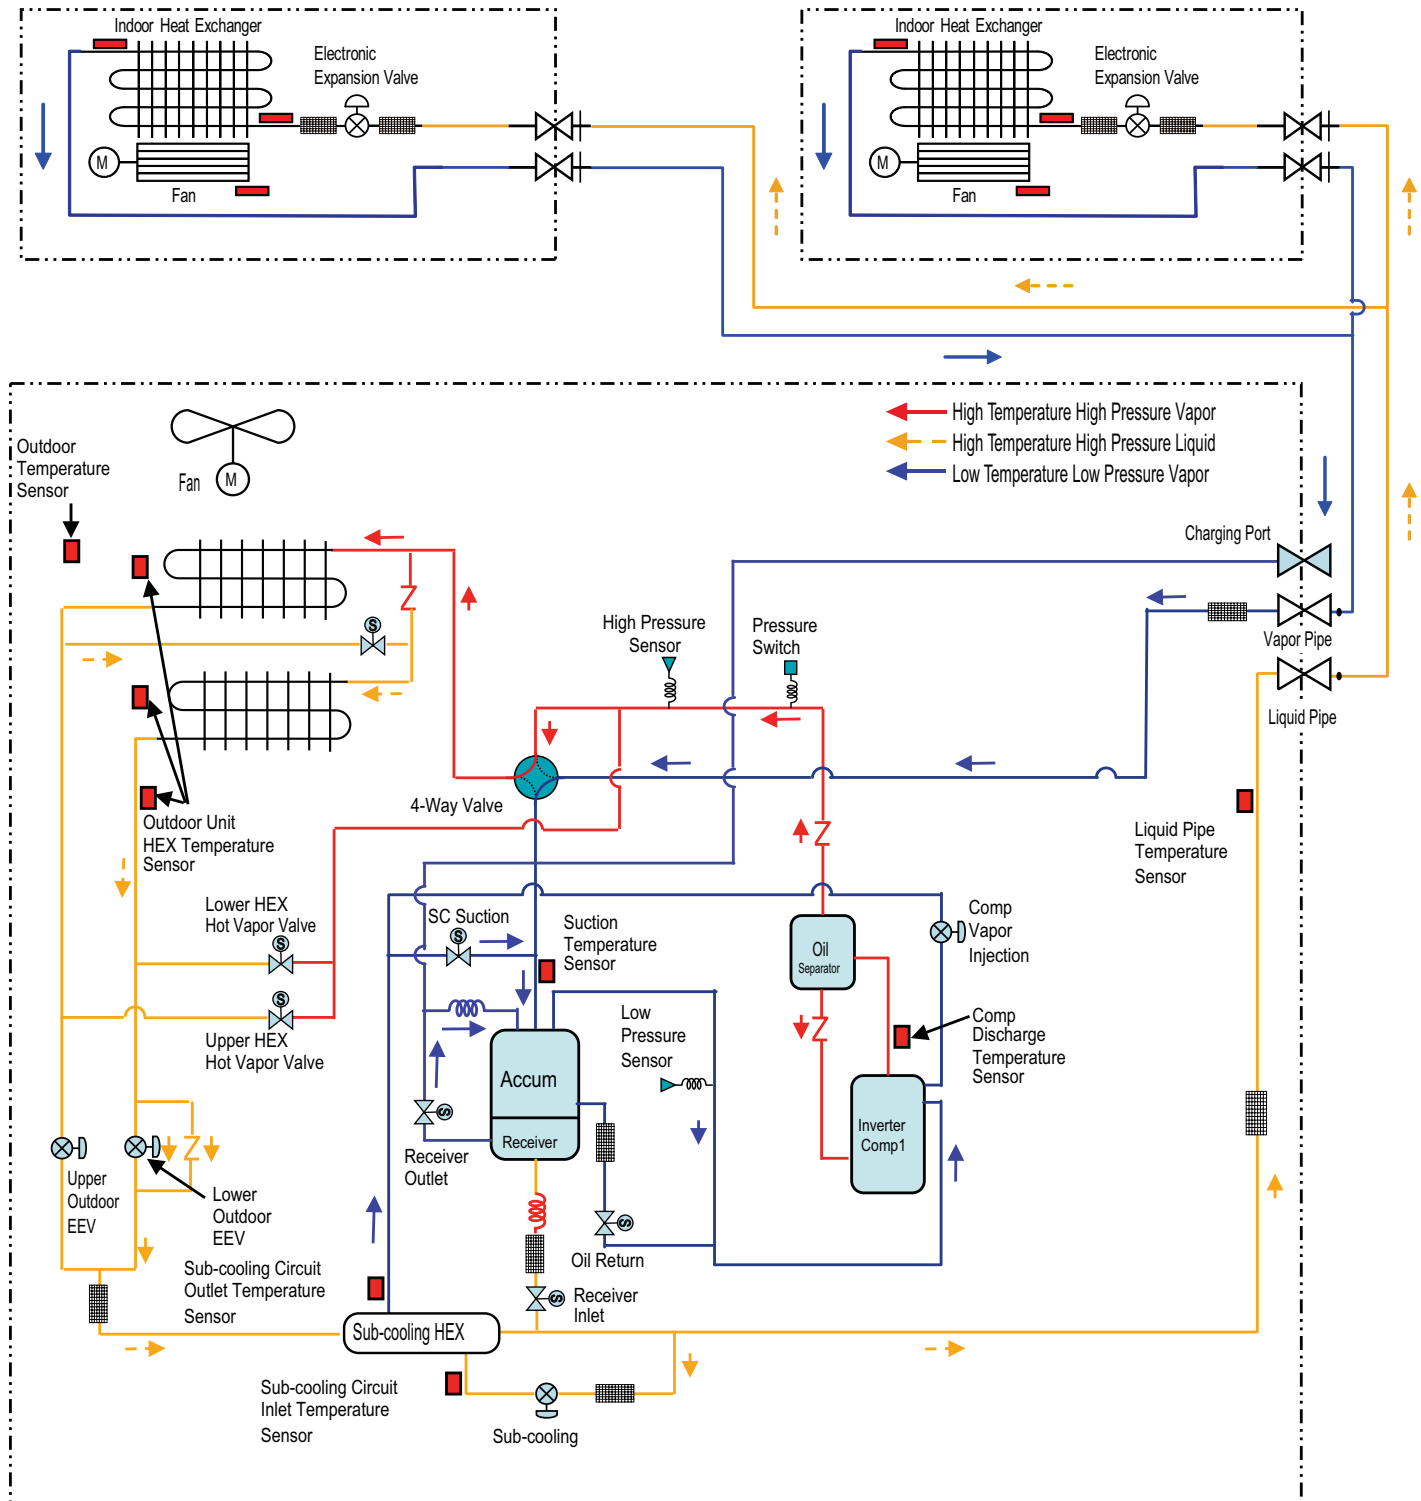 Indoor Heat Exchanger
Electronic
Expansion Valve
M
Fan
Indoor Heat Exchanger
Electronic
Expansion Valve
M
Fan
High Temperature High Pressure Vapor
High Temperature High Pressure Liquid
Low Temperature Low Pressure Vapor
Outdoor
Temperature
Sensor
Fan
M
Charging Port
Vapor Pipe
Liquid Pipe
S
High Pressure
Sensor
Pressure
Switch
4-Way Valve
Outdoor Unit
HEX Temperature
Sensor
Liquid Pipe
Temperature
Sensor
Lower HEX
Hot Vapor Valve
S
S
Upper HEX
Hot Vapor Valve
SC Suction
S
Suction
Temperature
Sensor
Oil
Separator
Comp
Vapor
Injection
Low
Pressure
Sensor
Comp
Discharge
Temperature
Sensor
Accum
Receiver
S
Receiver
Outlet
Inverter
Comp1
Upper
Outdoor
EEV
Lower
Outdoor
EEV
S
Oil Return
Sub-cooling Circuit
Outlet Temperature
Sensor
S
Receiver
Inlet
Sub-cooling HEX
Sub-cooling Circuit
Inlet Temperature
Sensor
Sub-cooling